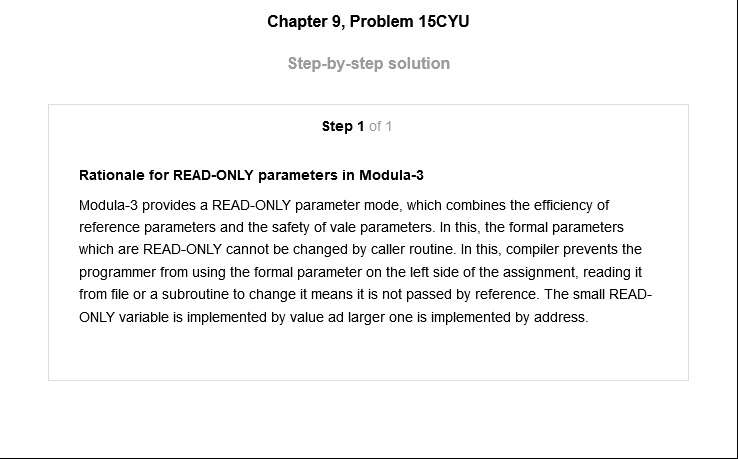 Chapter 9, Problem 15CYU
Step-by-step solution
Step 1 of 1
Rationale for READ-ONLY parameters in Modula-3
Modula-3 provides a READ-ONLY parameter mode, which combines the efficiency of
reference parameters and the safety of vale parameters. In this, the formal parameters
which are READ-ONLY cannot be changed by caller routine. In this, compiler prevents the
programmer from using the formal parameter on the left side of the assignment, reading it
from file or a subroutine to change it means it is not passed by reference. The small READ-
ONLY variable is implemented by value ad larger one is implemented by address.